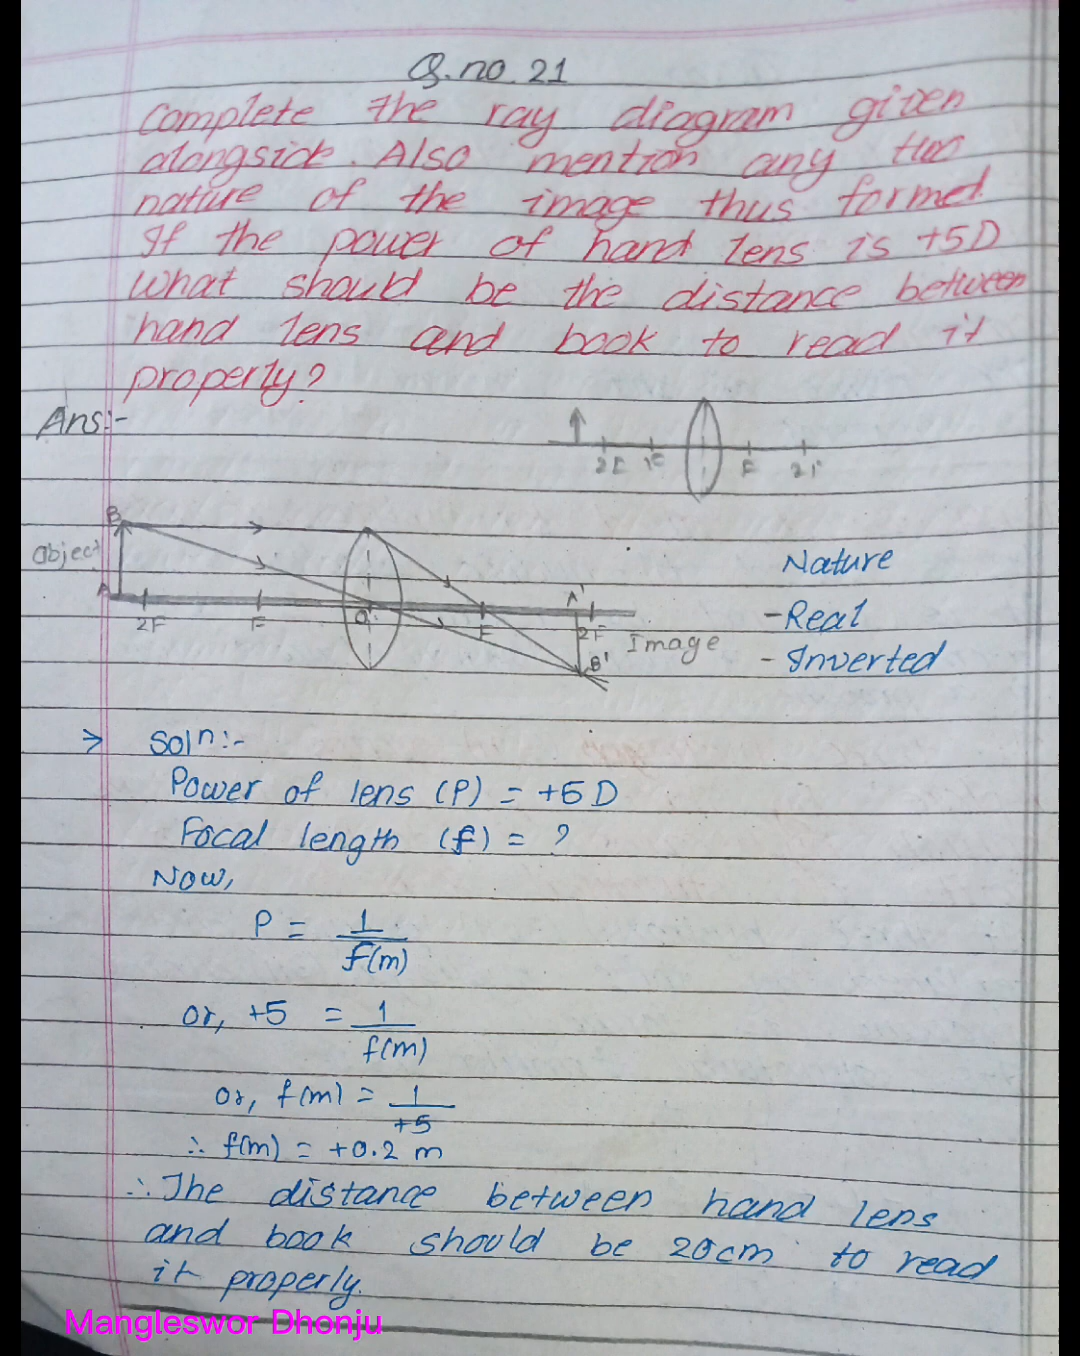 Q. no. 21
Complete the ray diagram given
alongside. Also mention any two
nature of the image thus formed.
If the power of hand lens is +5D
what should be the distance between
hand lens and book to read it
properly?
Ans:-
2F F F 2F
B
Object
A 2F F O F A' 2F Image
B'
Nature
- Real
- Inverted
→ Solⁿ:-
Power of lens (P) = +5 D
Focal length (f) = ?
Now,
P = 1
f(m)
or, +5 = 1
f(m)
or, f(m) = 1
+5
∴ f(m) = +0.2 m
∴ The distance between hand lens
and book should be 20cm to read
it properly.
Mangleswor Dhonju